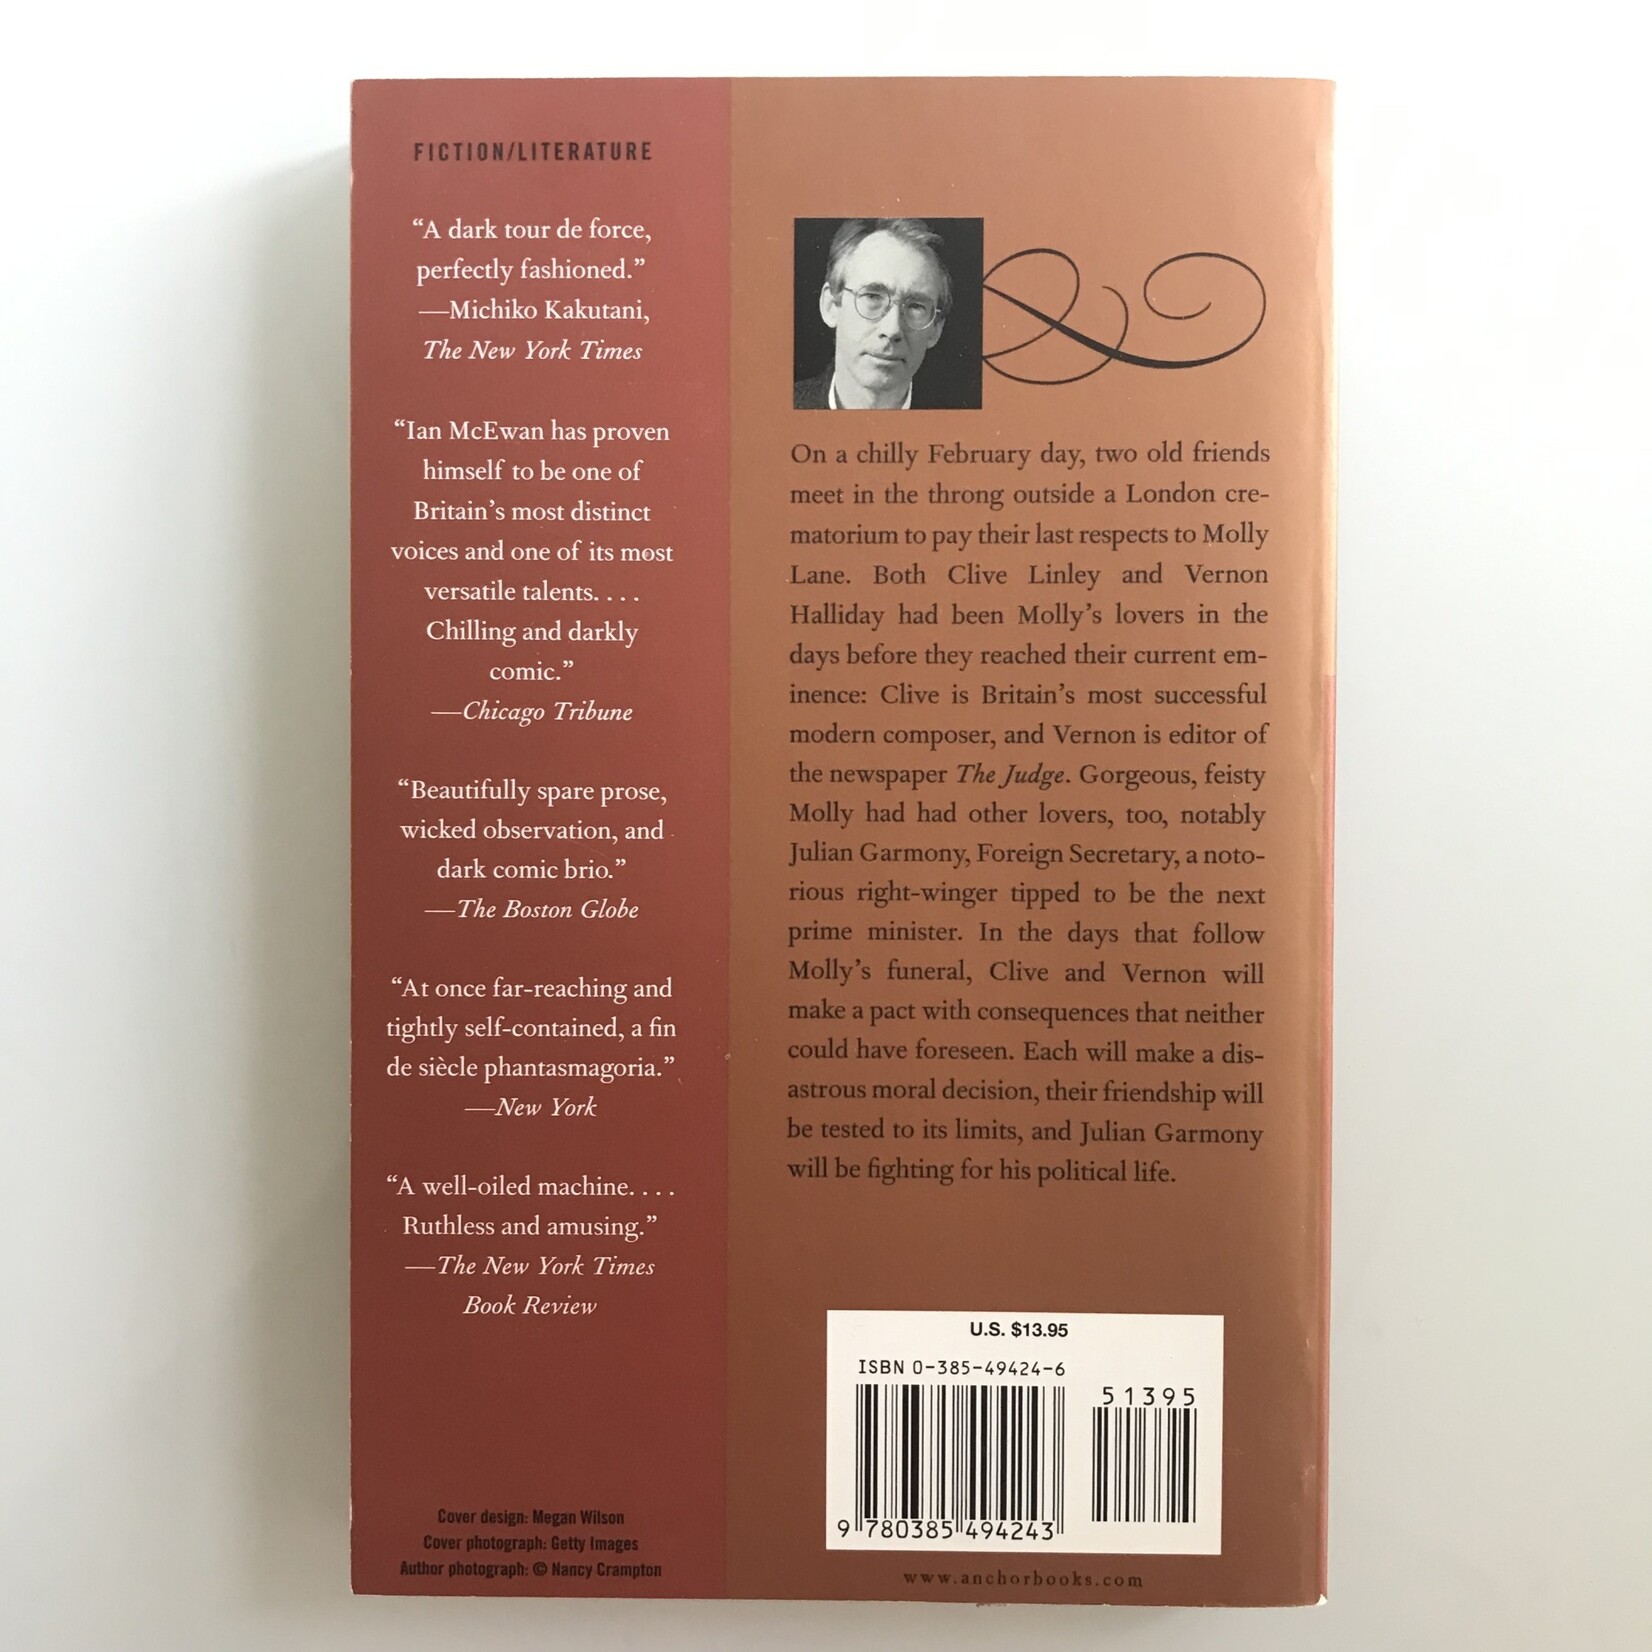 FICTION/LITERATURE
“A dark tour de force,
perfectly fashioned.”
—Michiko Kakutani,
The New York Times
“Ian McEwan has proven
himself to be one of
Britain’s most distinct
voices and one of its most
versatile talents. . . .
Chilling and darkly
comic.”
—Chicago Tribune
“Beautifully spare prose,
wicked observation, and
dark comic brio.”
—The Boston Globe
“At once far-reaching and
tightly self-contained, a fin
de siècle phantasmagoria.”
—New York
“A well-oiled machine. . . .
Ruthless and amusing.”
—The New York Times
Book Review
Cover design: Megan Wilson
Cover photograph: Getty Images
Author photograph: © Nancy Crampton
On a chilly February day, two old friends
meet in the throng outside a London cre-
matorium to pay their last respects to Molly
Lane. Both Clive Linley and Vernon
Halliday had been Molly’s lovers in the
days before they reached their current em-
inence: Clive is Britain’s most successful
modern composer, and Vernon is editor of
the newspaper The Judge. Gorgeous, feisty
Molly had had other lovers, too, notably
Julian Garmony, Foreign Secretary, a noto-
rious right-winger tipped to be the next
prime minister. In the days that follow
Molly’s funeral, Clive and Vernon will
make a pact with consequences that neither
could have foreseen. Each will make a dis-
astrous moral decision, their friendship will
be tested to its limits, and Julian Garmony
will be fighting for his political life.
U.S. $13.95
ISBN 0-385-49424-6
51395
9 780385 494243
www.anchorbooks.com